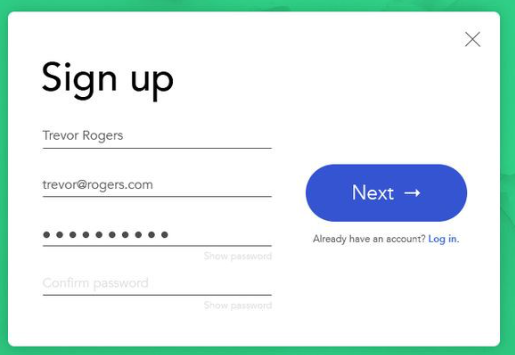 Sign up
Trevor Rogers
trevor@rogers.com
●●●●●●●●●●
Show password
Confirm password
Show password
Next →
Already have an account? Log in.